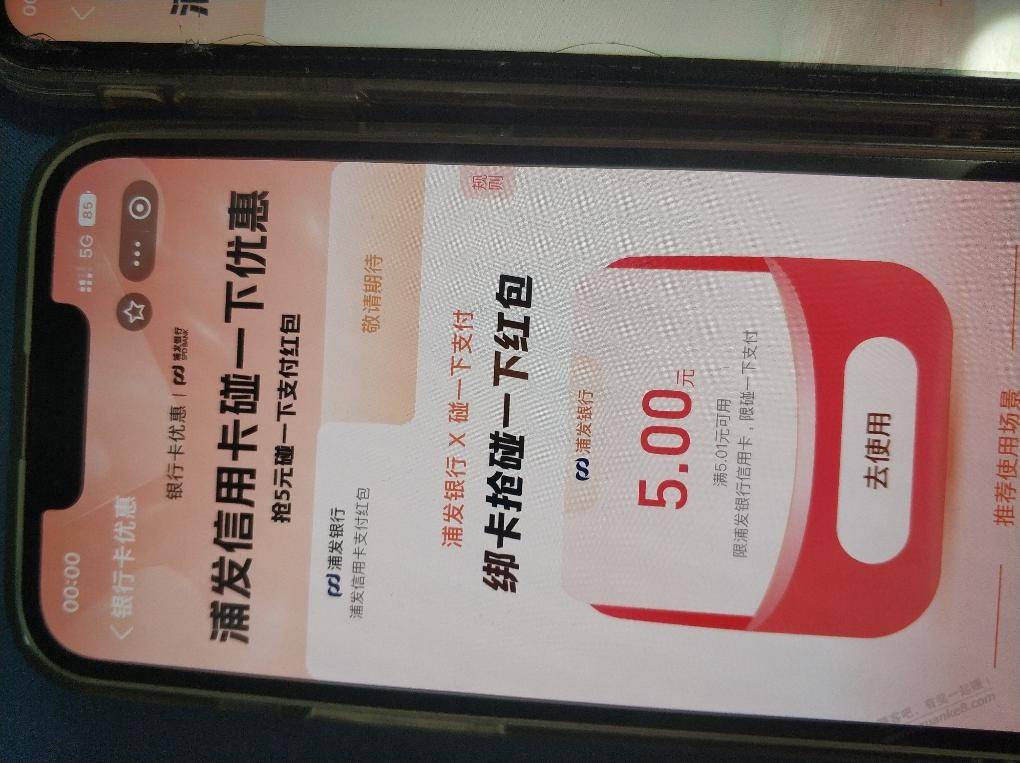 00:00
5G 85
银行卡优惠
银行卡优惠 | 浦发银行
SPD BANK
浦发信用卡碰一下优惠
抢5元碰一下支付红包
浦发银行
浦发信用卡支付红包
敬请期待
规则
浦发银行 X 碰一下支付
绑卡抢碰一下红包
浦发银行
5.00元
满5.01元可用
限浦发银行信用卡，限碰一下支付
去使用
推荐使用场景